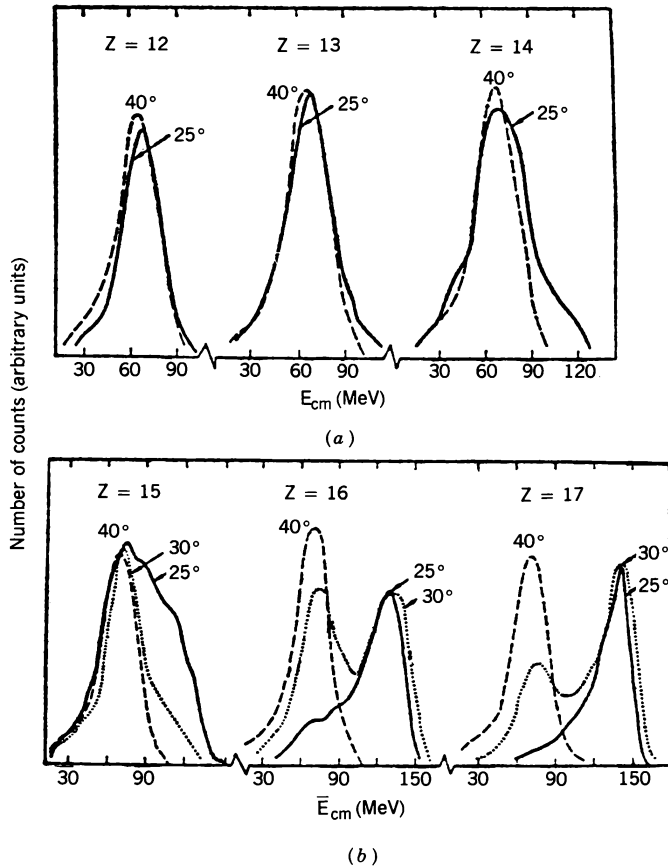 Z = 12 Z = 13 Z = 14
40° 40° 40°
25° 25° 25°
30 60 90 30 60 90 30 60 90 120
E_cm (MeV)
(a)
Number of counts (arbitrary units)
Z = 15 Z = 16 Z = 17
40° 30° 25° 40° 25° 30° 40° 30° 25°
30 90 30 90 150 30 90 150
E̅_cm (MeV)
(b)